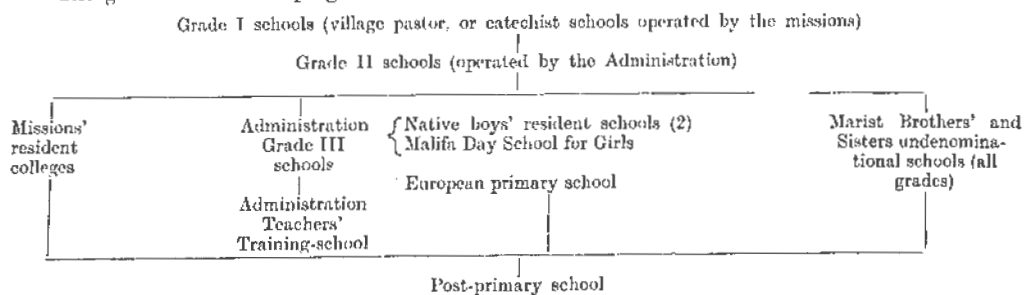 Grade I schools (village pastor, or catechist schools operated by the missions)
Grade II schools (operated by the Administration)
Missions'
resident
colleges
Administration
Grade III
schools
Administration
Teachers'
Training-school
Native boys' resident schools (2)
Malifa Day School for Girls
European primary school
Marist Brothers' and
Sisters undenomina-
tional schools (all
grades)
Post-primary school